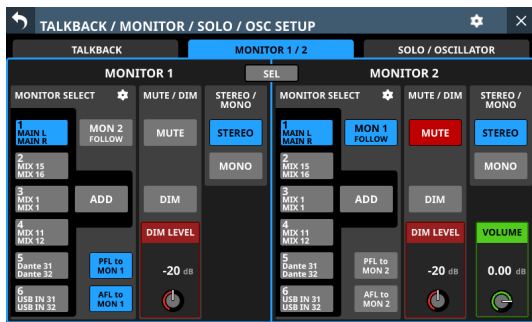 TALKBACK / MONITOR / SOLO / OSC SETUP
TALKBACK
MONITOR 1 / 2
SOLO / OSCILLATOR
MONITOR 1
SEL
MONITOR 2
MONITOR SELECT
MUTE / DIM
STEREO /
MONO
1
MAIN L
MAIN R
MON 2
FOLLOW
MUTE
STEREO
2
MIX 15
MIX 16
MONO
3
MIX 1
MIX 1
ADD
DIM
4
MIX 11
MIX 12
DIM LEVEL
5
Dante 31
Dante 32
PFL to
MON 1
-20 dB
6
USB IN 31
USB IN 32
AFL to
MON 1
MONITOR SELECT
MUTE / DIM
STEREO /
MONO
1
MAIN L
MAIN R
MON 1
FOLLOW
MUTE
STEREO
2
MIX 15
MIX 16
MONO
3
MIX 1
MIX 1
ADD
DIM
4
MIX 11
MIX 12
DIM LEVEL
VOLUME
5
Dante 31
Dante 32
PFL to
MON 2
-20 dB
0.00 dB
6
USB IN 31
USB IN 32
AFL to
MON 2